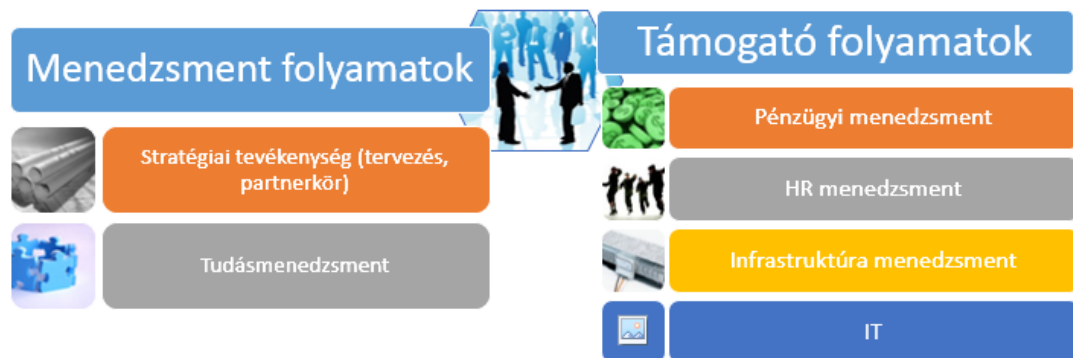 Menedzsment folyamatok
Stratégiai tevékenység (tervezés,
partnerkör)
Tudásmenedzsment
Támogató folyamatok
Pénzügyi menedzsment
HR menedzsment
Infrastruktúra menedzsment
IT